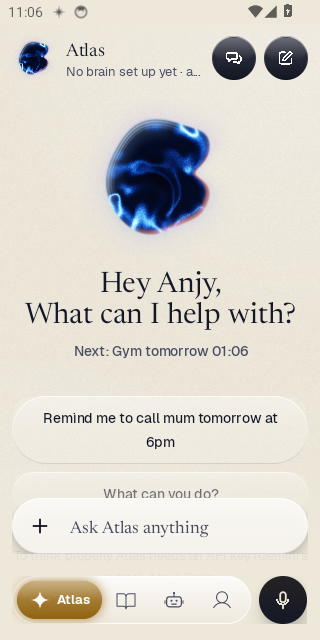 11:06
Atlas
No brain set up yet · a...
Hey Anjy,
What can I help with?
Next: Gym tomorrow 01:06
Remind me to call mum tomorrow at
6pm
What can you do?
Ask Atlas anything
Atlas